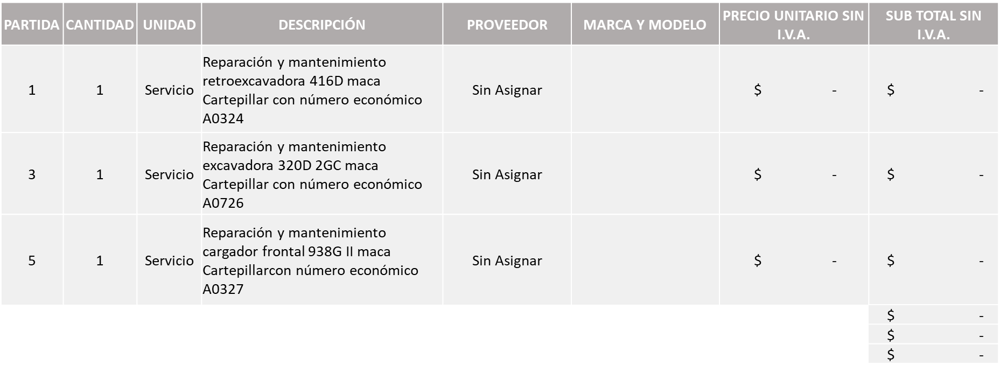 PARTIDA CANTIDAD UNIDAD DESCRIPCIÓN PROVEEDOR MARCA Y MODELO PRECIO UNITARIO SIN I.V.A. SUB TOTAL SIN I.V.A.
1 1 Servicio Reparación y mantenimiento
retroexcavadora 416D maca
Cartepillar con número económico
A0324
Sin Asignar $ - $ -
3 1 Servicio Reparación y mantenimiento
excavadora 320D 2GC maca
Cartepillar con número económico
A0726
Sin Asignar $ - $ -
5 1 Servicio Reparación y mantenimiento
cargador frontal 938G II maca
Cartepillarcon número económico
A0327
Sin Asignar $ - $ -
$ -
$ -
$ -